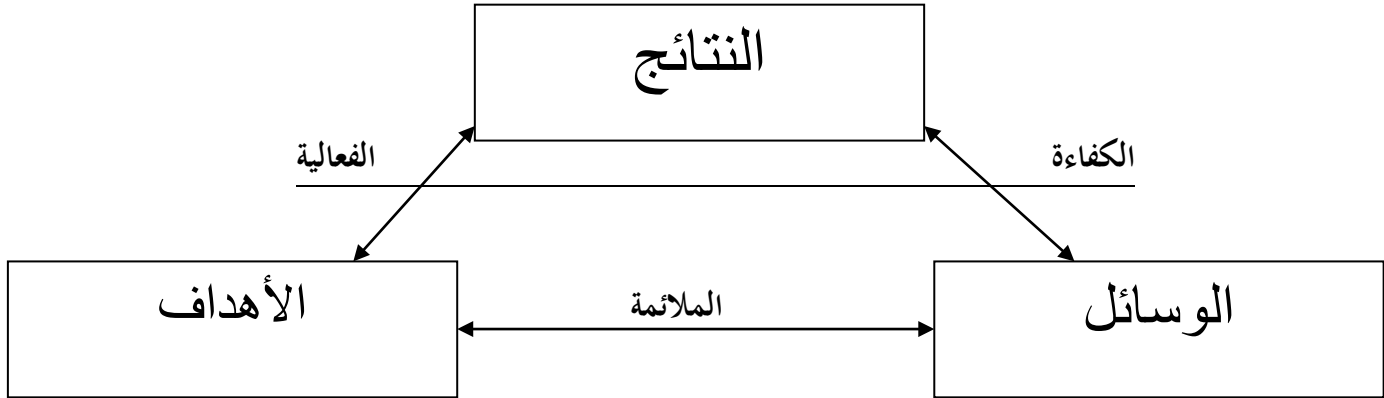 النتائج
الكفاءة
الفعالية
الوسائل
الملائمة
الأهداف